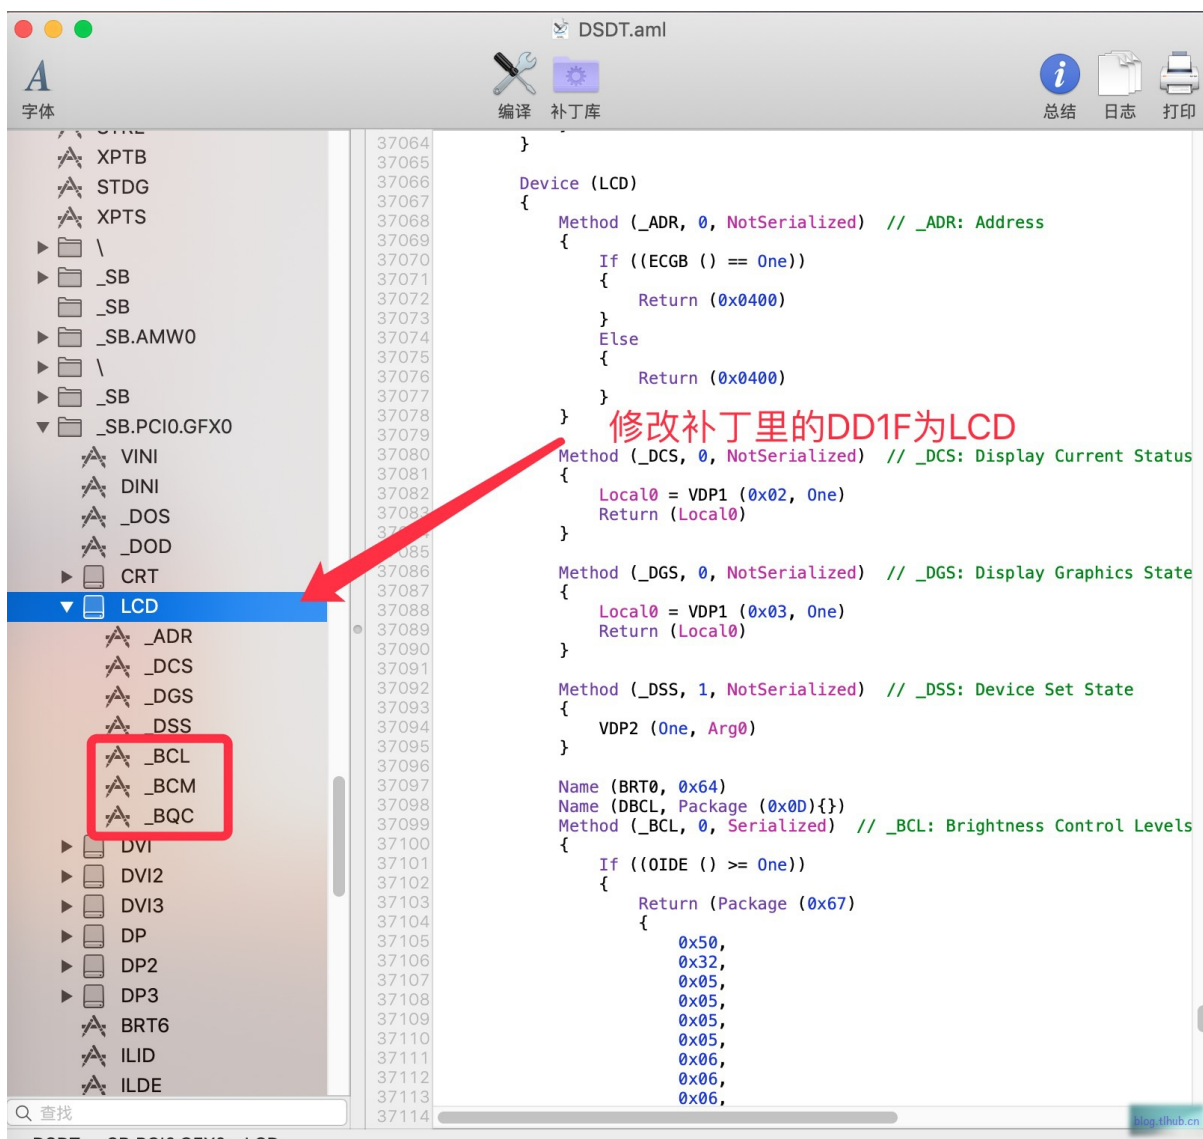 DSDT.aml
字体
编译
补丁库
总结
日志
打印
XPTB
STDG
XPTS
\
_SB
_SB
_SB.AMW0
\
_SB
_SB.PCI0.GFX0
VINI
DINI
_DOS
_DOD
CRT
LCD
_ADR
_DCS
_DGS
_DSS
_BCL
_BCM
_BQC
DVI
DVI2
DVI3
DP
DP2
DP3
BRT6
ILID
ILDE
查找
37064 }
37065
37066 Device (LCD)
37067 {
37068 Method (_ADR, 0, NotSerialized) // _ADR: Address
37069 {
37070 If ((ECGB () == One))
37071 {
37072 Return (0x0400)
37073 }
37074 Else
37075 {
37076 Return (0x0400)
37077 }
37078 }
修改补丁里的DD1F为LCD
37079
37080 Method (_DCS, 0, NotSerialized) // _DCS: Display Current Status
37081 {
37082 Local0 = VDP1 (0x02, One)
37083 Return (Local0)
}
37086 Method (_DGS, 0, NotSerialized) // _DGS: Display Graphics State
37087 {
37088 Local0 = VDP1 (0x03, One)
37089 Return (Local0)
37090 }
37091
37092 Method (_DSS, 1, NotSerialized) // _DSS: Device Set State
37093 {
37094 VDP2 (One, Arg0)
37095 }
37096
37097 Name (BRT0, 0x64)
37098 Name (DBCL, Package (0x0D){})
37099 Method (_BCL, 0, Serialized) // _BCL: Brightness Control Levels
37100 {
37101 If ((OIDE () >= One))
37102 {
37103 Return (Package (0x67)
37104 {
37105 0x50,
37106 0x32,
37107 0x05,
37108 0x05,
37109 0x05,
37110 0x05,
37111 0x06,
37112 0x06,
37113 0x06,
37114
blog.tlhub.cn